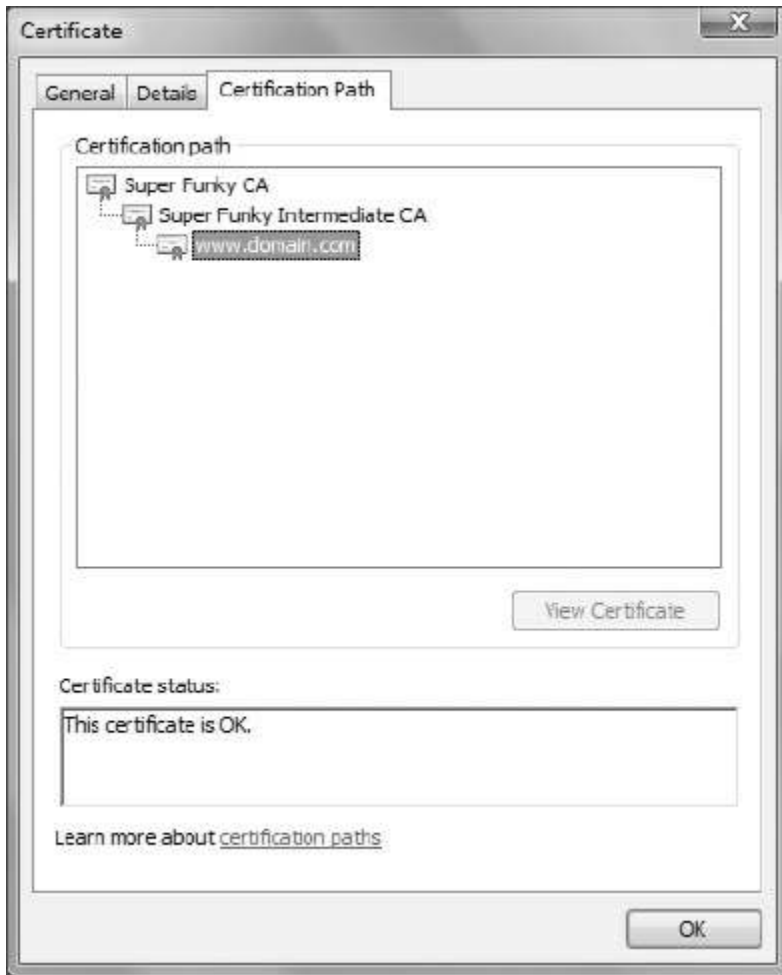 Certificate
X
General Details Certification Path
Certification path
Super Funky CA
Super Funky Intermediate CA
www.domain.com
View Certificate
Certificate status:
This certificate is OK.
Learn more about certification paths
OK